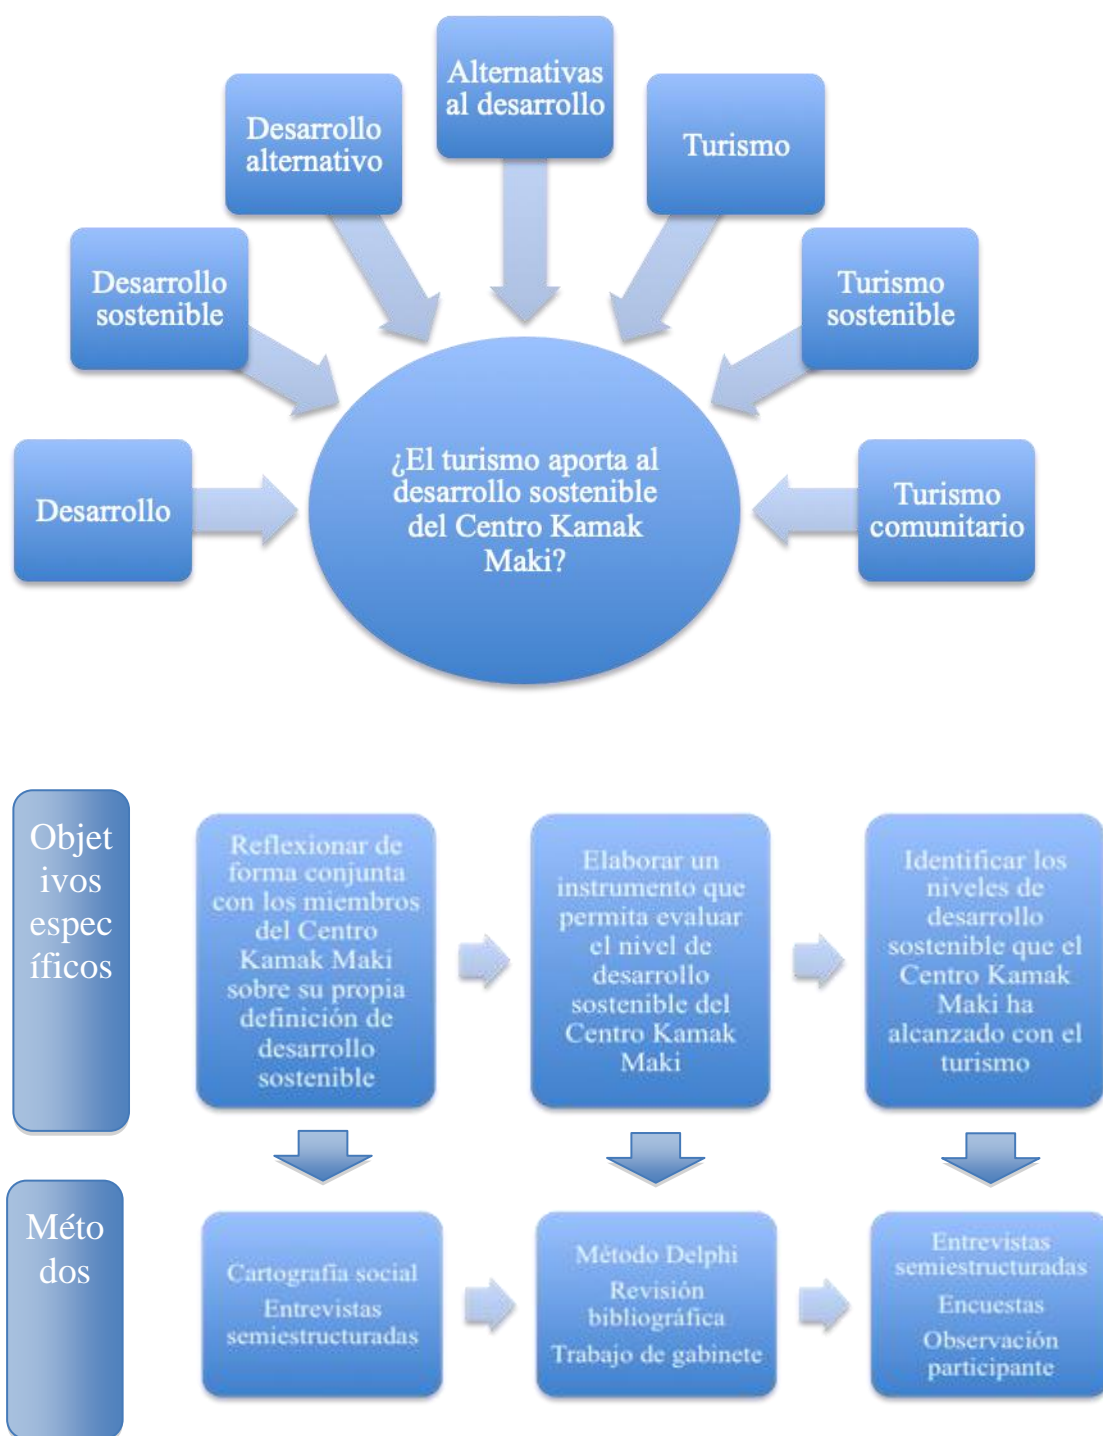 Alternativas
al desarrollo
Desarrollo
alternativo
Turismo
Desarrollo
sostenible
Turismo
sostenible
Desarrollo
¿El turismo aporta al
desarrollo sostenible
del Centro Kamak
Maki?
Turismo
comunitario
Objet
ivos
espec
íficos
Reflexionar de
forma conjunta
con los miembros
del Centro
Kamak Maki
sobre su propia
definición de
desarrollo
sostenible
Elaborar un
instrumento que
permita evaluar
el nivel de
desarrollo
sostenible del
Centro Kamak
Maki
Identificar los
niveles de
desarrollo
sostenible que el
Centro Kamak
Maki ha
alcanzado con el
turismo
Méto
dos
Cartografía social
Entrevistas
semiestructuradas
Método Delphi
Revisión
bibliográfica
Trabajo de gabinete
Entrevistas
semiestructuradas
Encuestas
Observación
participante